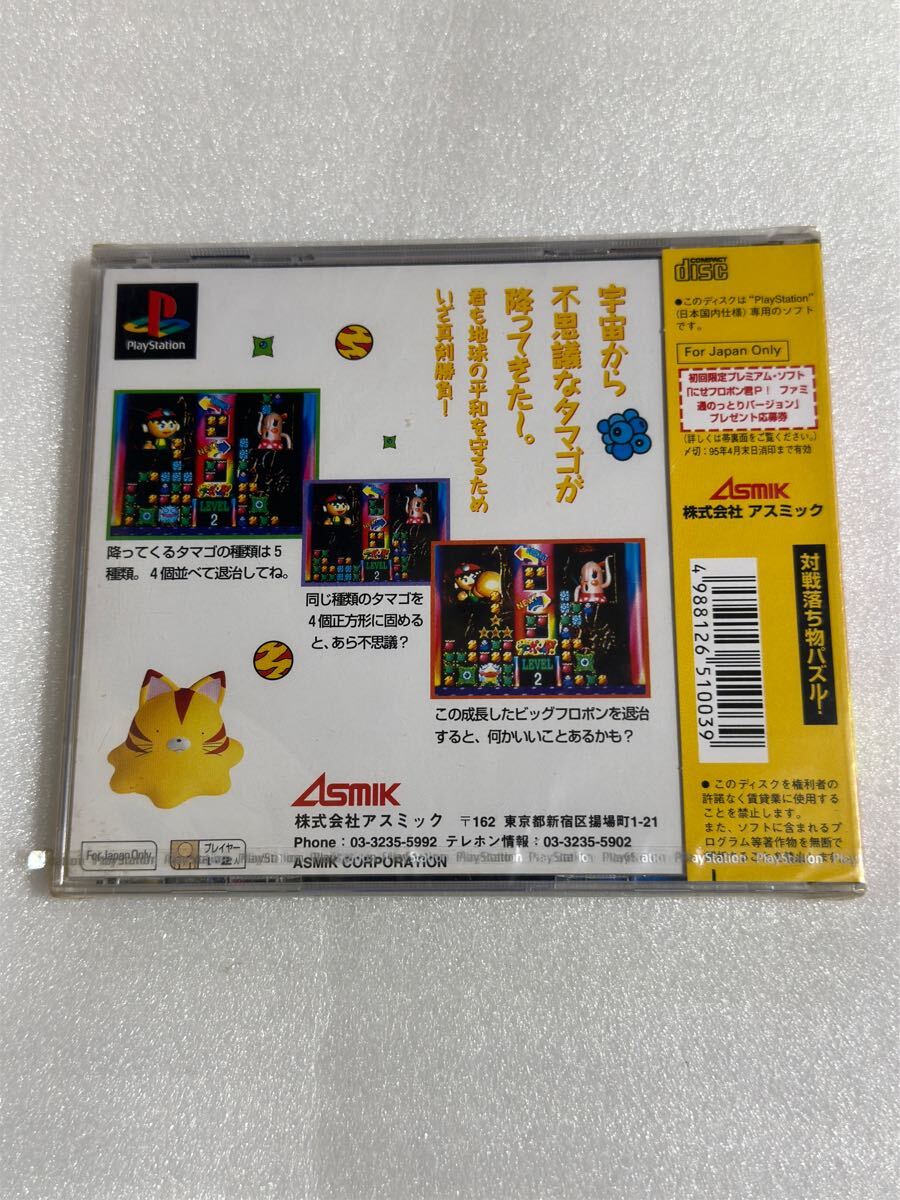 PlayStation
宇宙から
不思議なタマゴが
降ってきた～。
君も地球の平和を守るため
いざ真剣勝負！
NEW
LEVEL
2
降ってくるタマゴの種類は5
種類。4個並べて退治してね。
LEVEL
2
同じ種類のタマゴを
4個正方形に固める
と、あら不思議？
NEW
LEVEL
2
この成長したビッグフロポンを退治
すると、何かいいことあるかも？
ASMIK
株式会社アスミック 〒162 東京都新宿区揚場町1-21
Phone：03-3235-5992 テレホン情報：03-3235-5902
ASMIK CORPORATION
For Japan Only
プレイヤー
1～2人
PlayStation PlayStation PlayStation PlayStation
COMPACT
disc
●このディスクは“PlayStation”
(日本国内仕様) 専用のソフト
です。
For Japan Only
初回限定プレミアム・ソフト
「にせフロポン君P！ ファミ
通のっとりバージョン」
プレゼント応募券
(詳しくは帯裏面をご覧ください。)
〆切：95年4月末日消印まで有効
ASMIK
株式会社 アスミック
4988126510039
対戦落ち物パズル！
●このディスクを権利者の
許諾なく賃貸業に使用する
ことを禁止します。
また、ソフトに含まれるプ
ログラム等著作物を無断で
PlayStation PlayStation